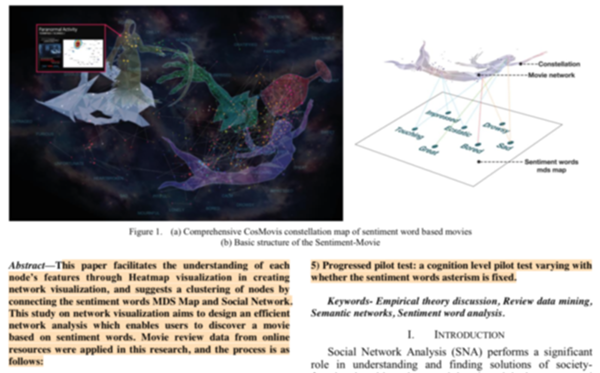 Paranormal Activity
Constellation
Movie network
Impressed
Ecstatic
Drowsy
Touching
Great
Bored
Sad
Sentiment words
mds map
Figure 1. (a) Comprehensive CosMovis constellation map of sentiment word based movies
(b) Basic structure of the Sentiment-Movie
Abstract—This paper facilitates the understanding of each
node's features through Heatmap visualization in creating
network visualization, and suggests a clustering of nodes by
connecting the sentiment words MDS Map and Social Network.
This study on network visualization aims to design an efficient
network analysis which enables users to discover a movie
based on sentiment words. Movie review data from online
resources were applied in this research, and the process is as
follows:
5) Progressed pilot test: a cognition level pilot test varying with
whether the sentiment words asterism is fixed.
Keywords- Empirical theory discussion, Review data mining,
Semantic networks, Sentiment word analysis.
I. INTRODUCTION
Social Network Analysis (SNA) performs a significant
role in understanding and finding solutions of society-